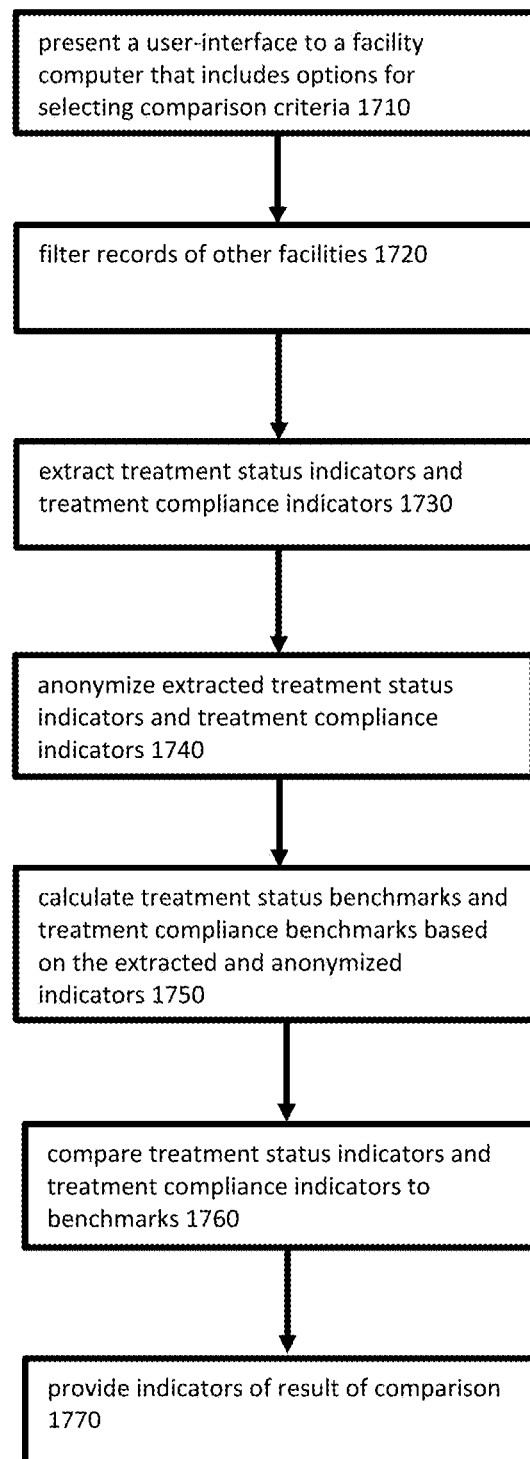 present a user-interface to a facility
computer that includes options for
selecting comparison criteria 1710
filter records of other facilities 1720
extract treatment status indicators and
treatment compliance indicators 1730
anonymize extracted treatment status
indicators and treatment compliance
indicators 1740
calculate treatment status benchmarks and
treatment compliance benchmarks based
on the extracted and anonymized
indicators 1750
compare treatment status indicators and
treatment compliance indicators to
benchmarks 1760
provide indicators of result of comparison
1770